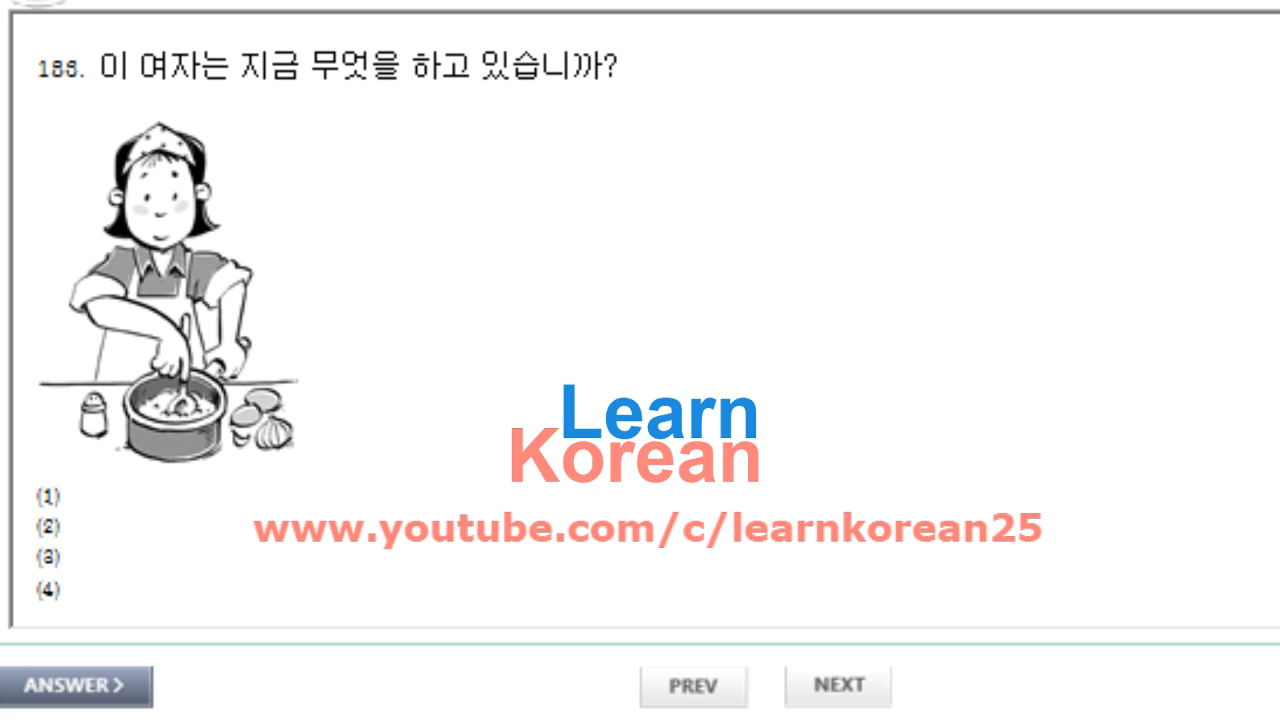 186. 이 여자는 지금 무엇을 하고 있습니까?
Learn
Korean
(1)
www.youtube.com/c/learnkorean25
(2)
(3)
(4)
ANSWER >
PREV
NEXT